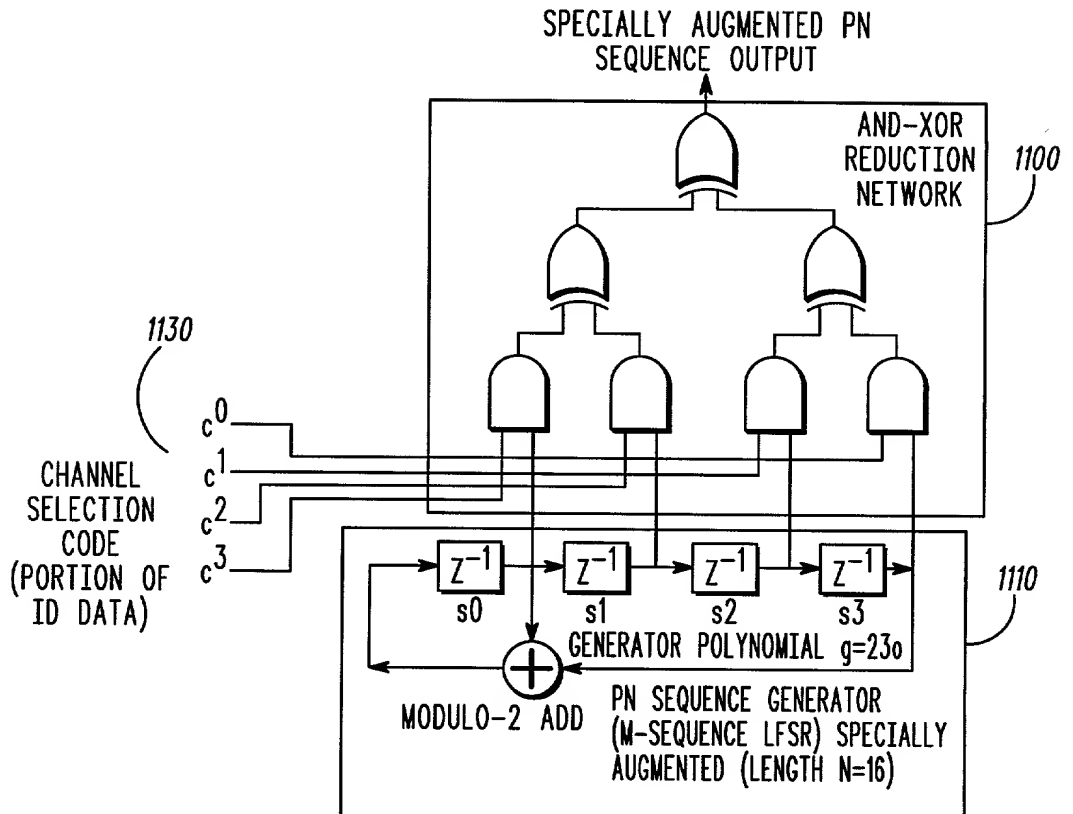 SPECIALLY AUGMENTED PN
SEQUENCE OUTPUT
AND-XOR
REDUCTION
NETWORK
1100
1130
c0
c1
c2
c3
CHANNEL
SELECTION
CODE
(PORTION OF
ID DATA)
Z-1
Z-1
Z-1
Z-1
s0
s1
s2
s3
1110
GENERATOR POLYNOMIAL g=23o
+
MODULO-2 ADD
PN SEQUENCE GENERATOR
(M-SEQUENCE LFSR) SPECIALLY
AUGMENTED (LENGTH N=16)